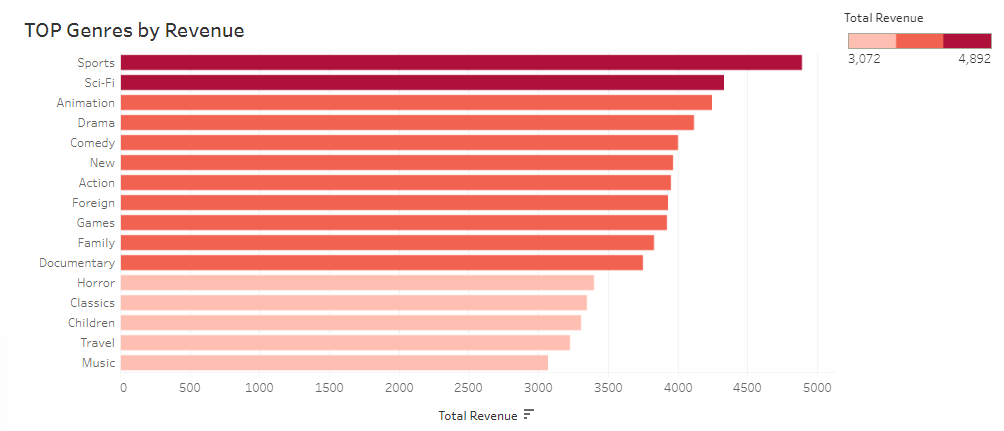 TOP Genres by Revenue
Total Revenue
3,072 4,892
Sports
Sci-Fi
Animation
Drama
Comedy
New
Action
Foreign
Games
Family
Documentary
Horror
Classics
Children
Travel
Music
0 500 1000 1500 2000 2500 3000 3500 4000 4500 5000
Total Revenue